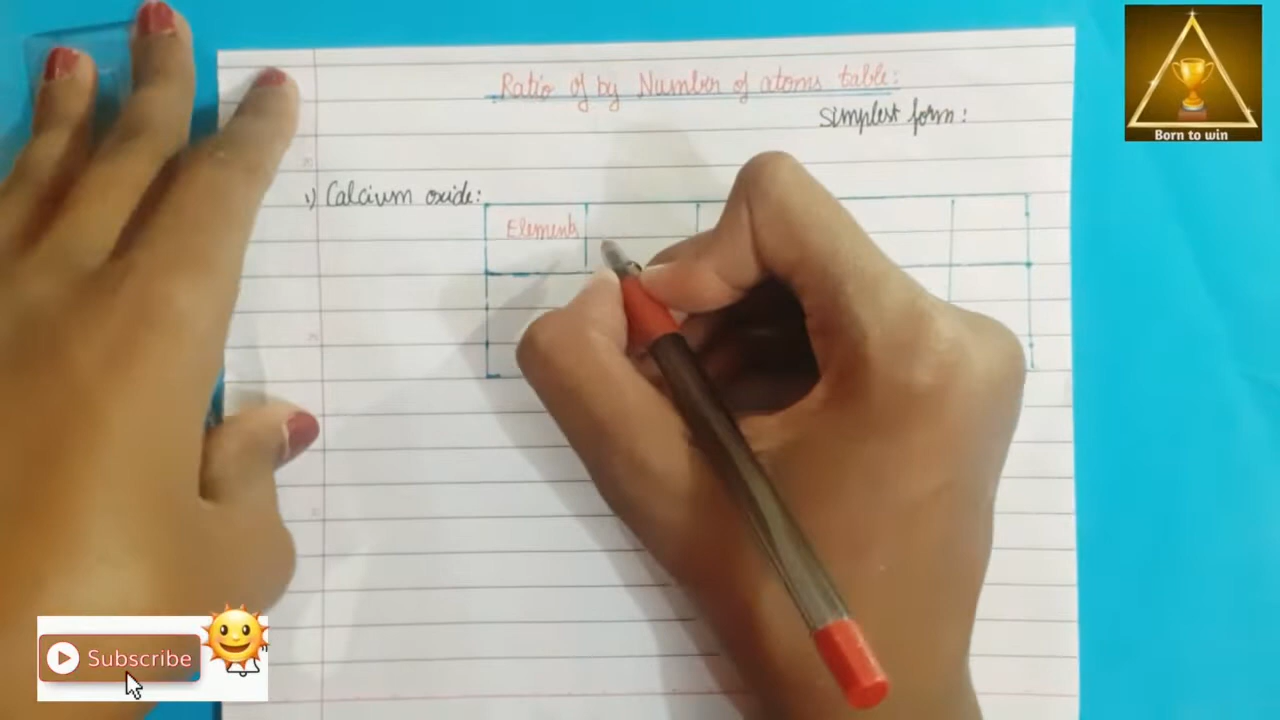 Ratio of by Number of atoms table:
Simplest form:
1) Calcium oxide:
Elements
Born to win
Subscribe